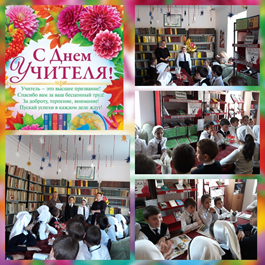 С Днем
УЧИТЕЛЯ!
Учитель - это высшее призвание!
Спасибо вам за ваш бесценный труд!
За доброту, терпение, внимание!
Пускай успехи в каждом деле ждут!